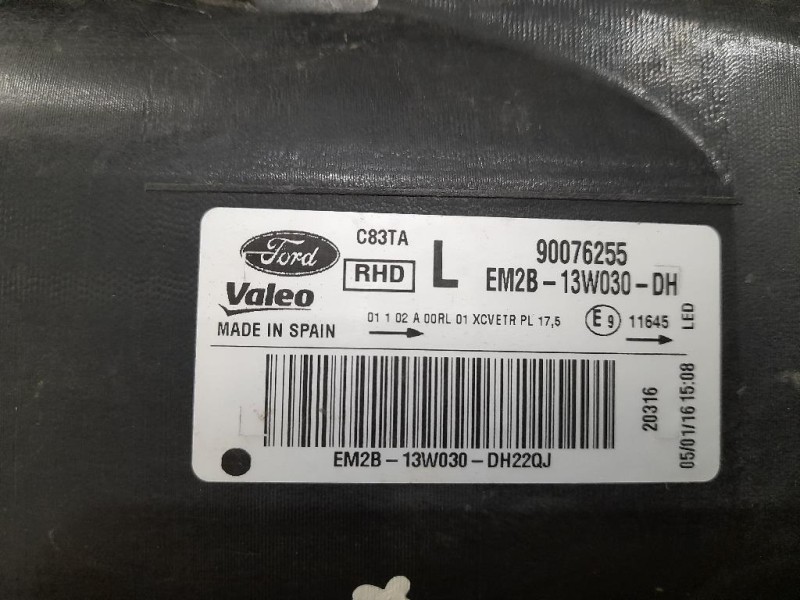 Ford
C83TA
RHD
L
90076255
EM2B-13W030-DH
Valeo
MADE IN SPAIN
01 1 02 A 00RL 01 XCVETR PL 17,5
E9
11645
LED
EM2B-13W030-DH22QJ
20316
05/01/16 15:08